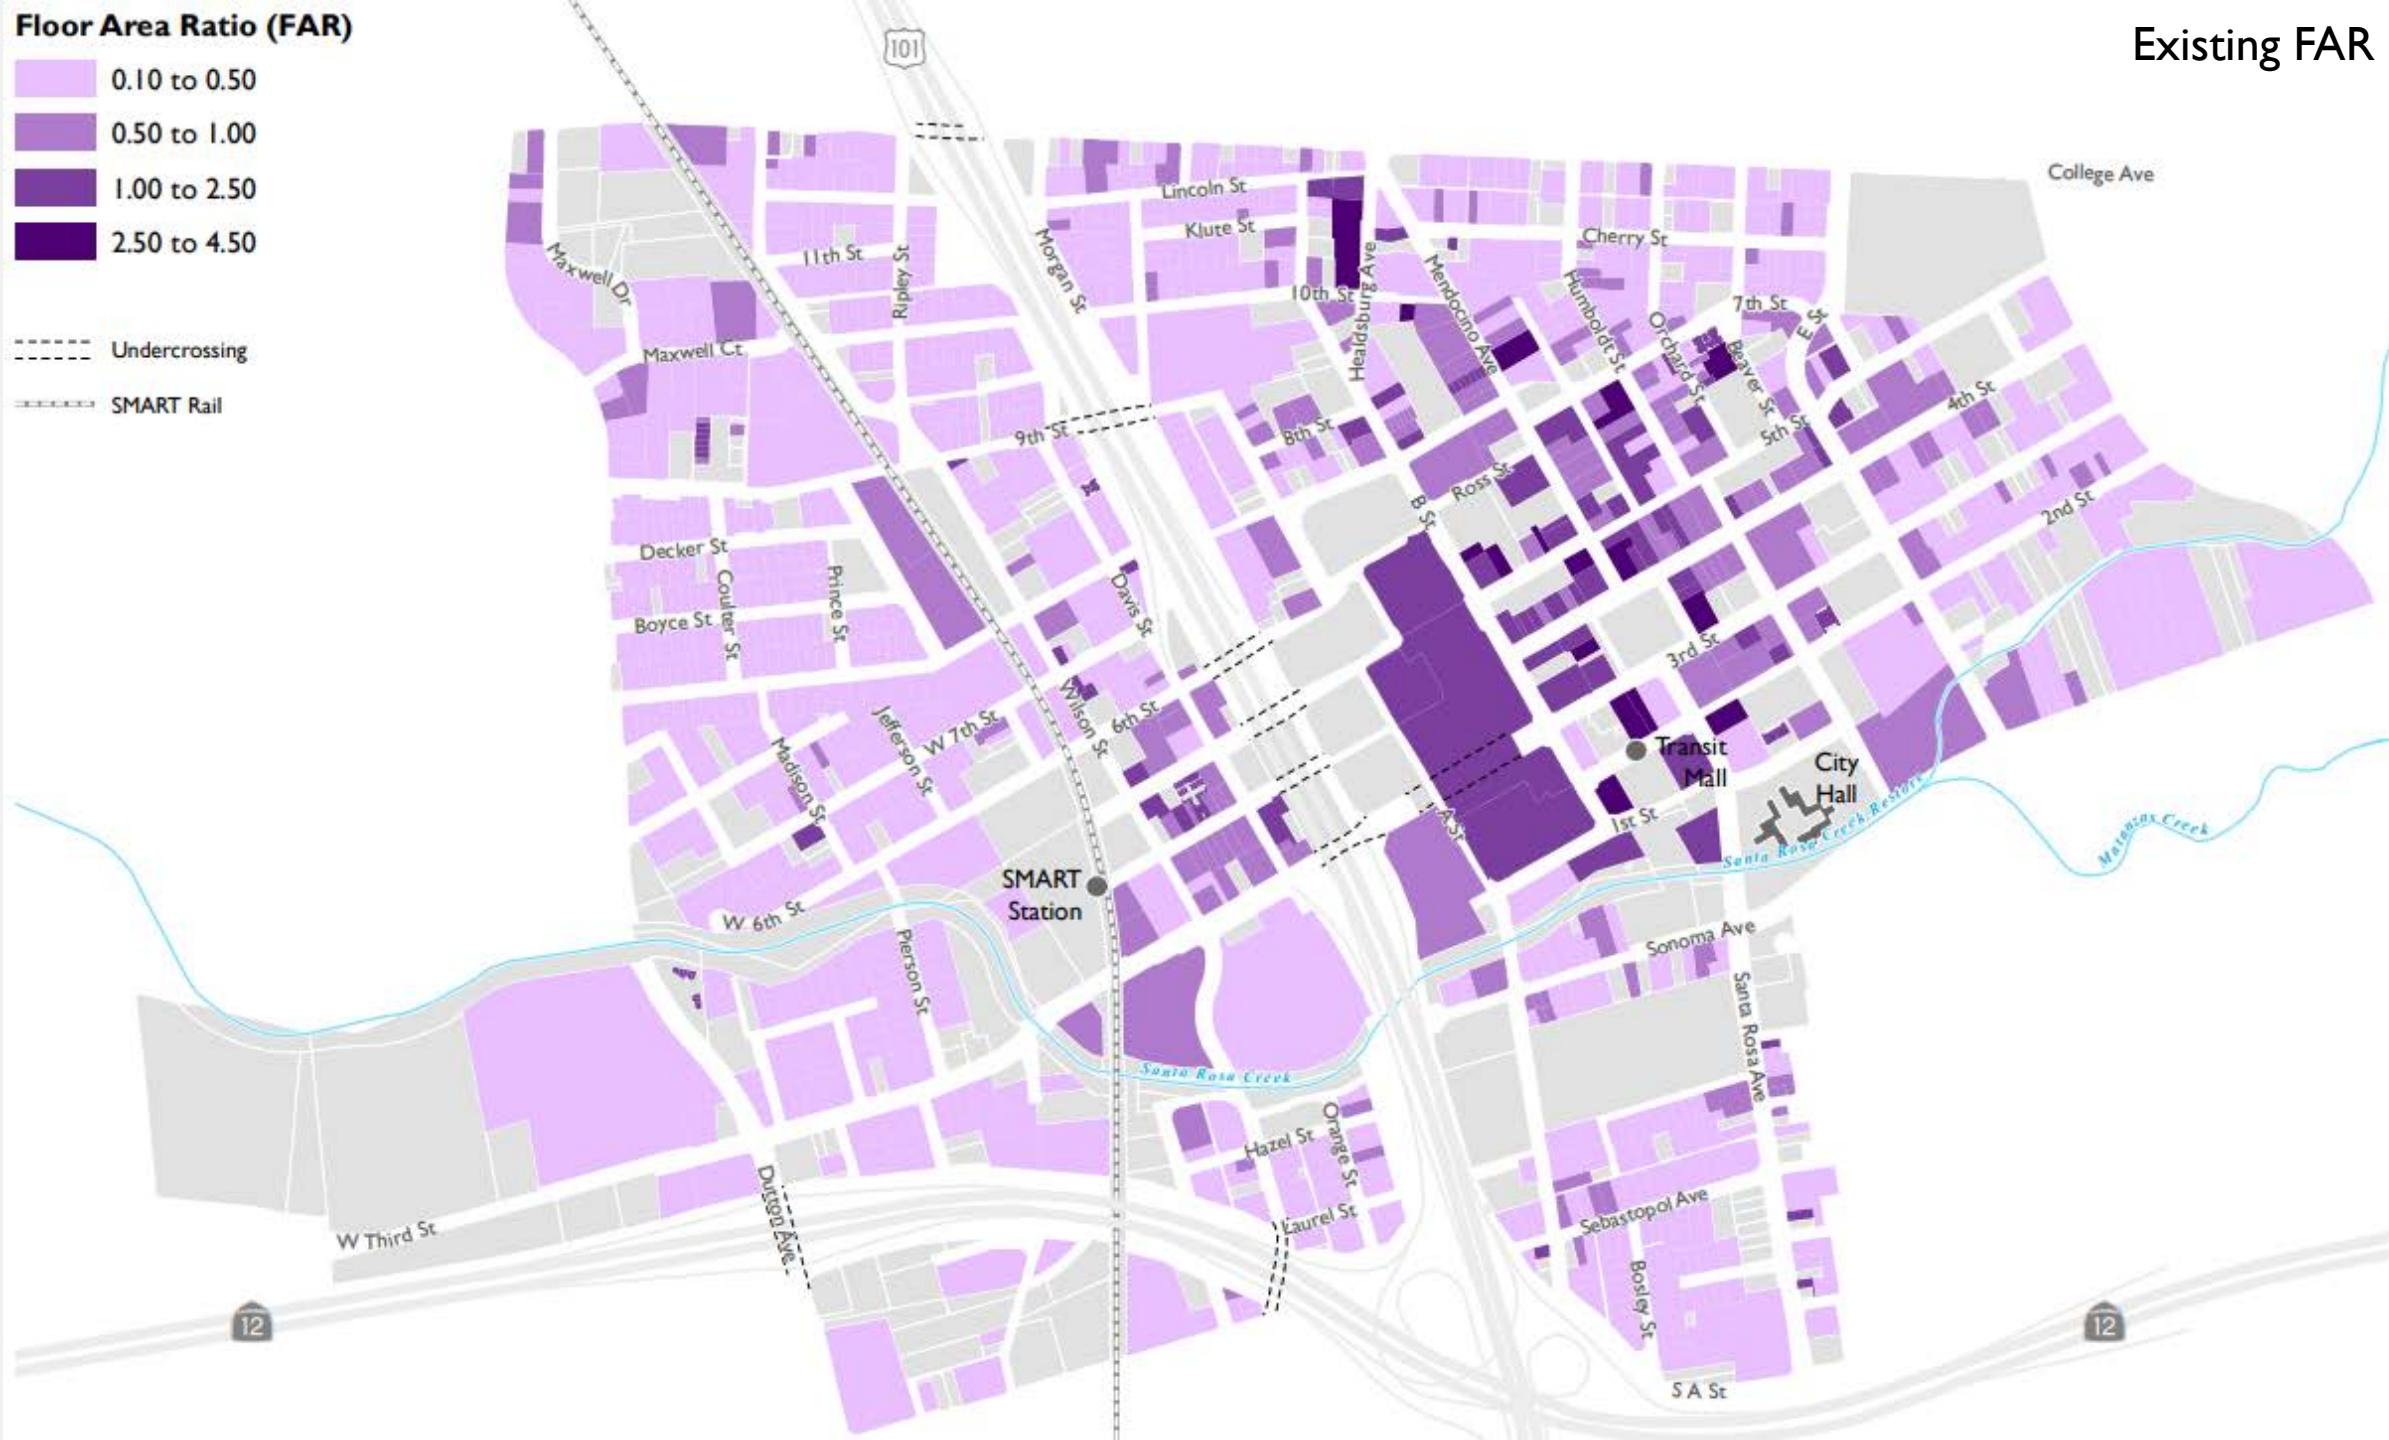 Floor Area Ratio (FAR)
0.10 to 0.50
0.50 to 1.00
1.00 to 2.50
2.50 to 4.50
Undercrossing
SMART Rail
Existing FAR
101
College Ave
Lincoln St
Klute St
Cherry St
11th St
Ripley St
Morgan St
Maxwell Dr
10th St
Healdsburg Ave
Mendocino Ave
Humboldt St
Orchard St
7th St
E St
Beaver St
Maxwell Ct
4th St
5th St
8th St
9th St
Ross St
B St
2nd St
Decker St
Coulter St
Prince St
Boyce St
Davis St
3rd St
Wilson St
6th St
W 7th St
Jefferson St
Madison St
Transit
Mall
City
Hall
A St
1st St
Santa Rosa Creek
Matanzas Creek
SMART
Station
W 6th St
Pierson St
Sonoma Ave
Santa Rosa Ave
Santa Rosa Creek
Orange St
Hazel St
Laurel St
Dutton Ave
W Third St
Sebastopol Ave
Bosley St
12
12
S A St